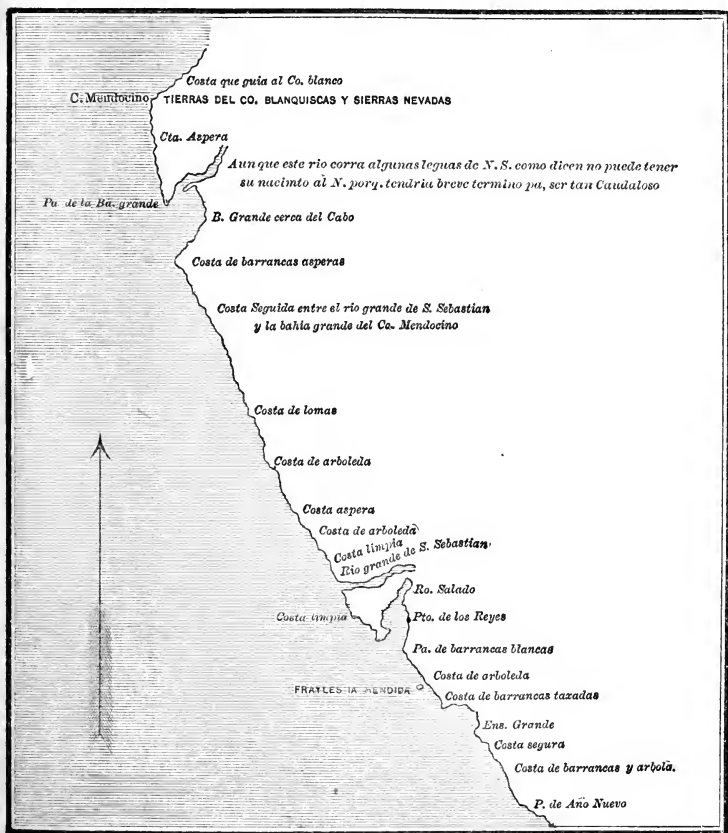 Costa que guia al Co. blanco
C. Mendocino
TIERRAS DEL CO. BLANQUISCAS Y SIERRAS NEVADAS
Cta. Aspera
Aun que este rio corra algunas leguas de N. S. como dicen no puede tener
su nacimto al N. porq. tendria breve termino pa, ser tan Caudaloso
Pa de la Ba. grande
B. Grande cerca del Cabo
Costa de barrancas asperas
Costa Seguida entre el rio grande de S. Sebastian
y la bahia grande del Co. Mendocino
Costa de lomas
Costa de arboleda
Costa aspera
Costa de arboleda
Costa limpia
Rio grande de S. Sebastian
Ro. Salado
Costa limpia
Pto. de los Reyes
Pa. de barrancas blancas
Costa de arboleda
FRAYLES
Costa de barrancas taxadas
Ens. Grande
Costa segura
Costa de barrancas y arbola.
P. de Año Nuevo